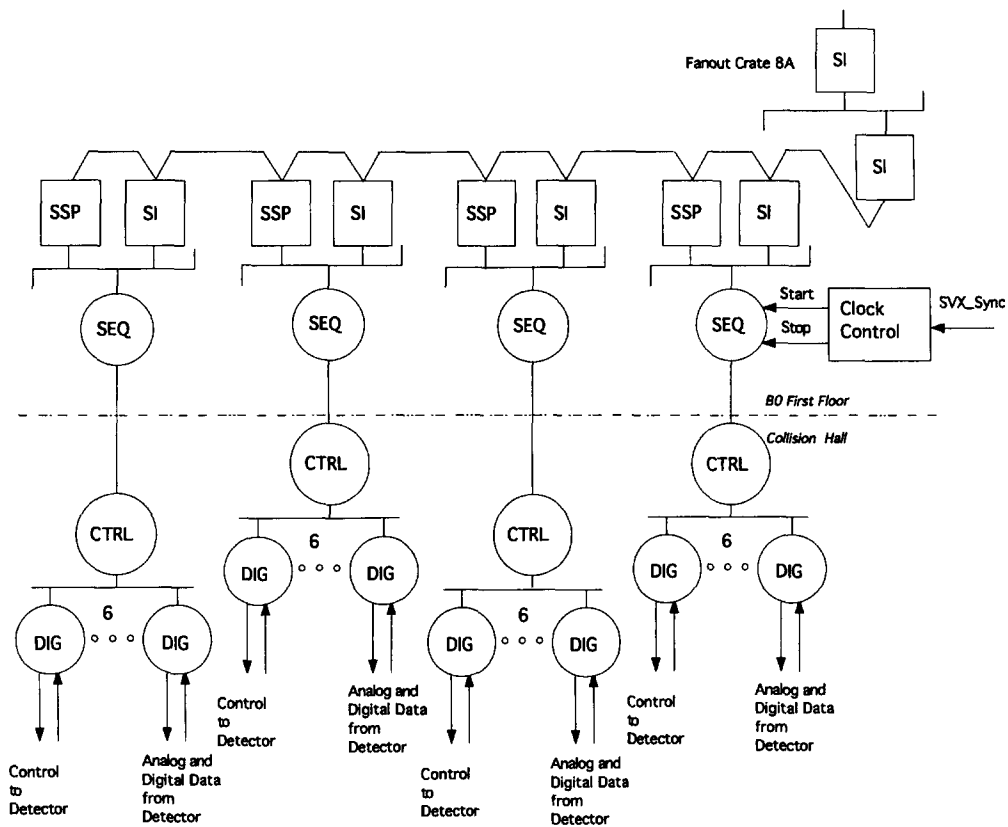 Fanout Crate 8A
SI
SI
SSP
SI
SSP
SI
SSP
SI
SSP
SI
SEQ
SEQ
SEQ
SEQ
Start
Stop
Clock
Control
SVX_Sync
B0 First Floor
Collision Hall
CTRL
CTRL
CTRL
CTRL
6
DIG
DIG
6
DIG
DIG
6
DIG
DIG
6
DIG
DIG
Control
to
Detector
Analog and
Digital Data
from
Detector
Control
to
Detector
Analog and
Digital Data
from
Detector
Control
to
Detector
Analog and
Digital Data
from
Detector
Control
to
Detector
Analog and
Digital Data
from
Detector